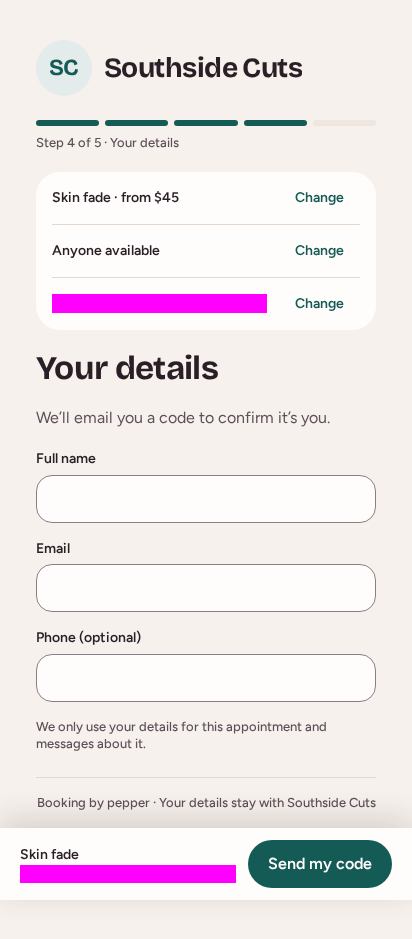 SC Southside Cuts
Step 4 of 5 · Your details
Skin fade · from $45 Change
Anyone available Change
Change
Your details
We’ll email you a code to confirm it’s you.
Full name
Email
Phone (optional)
We only use your details for this appointment and
messages about it.
Booking by pepper · Your details stay with Southside Cuts
Skin fade
Send my code